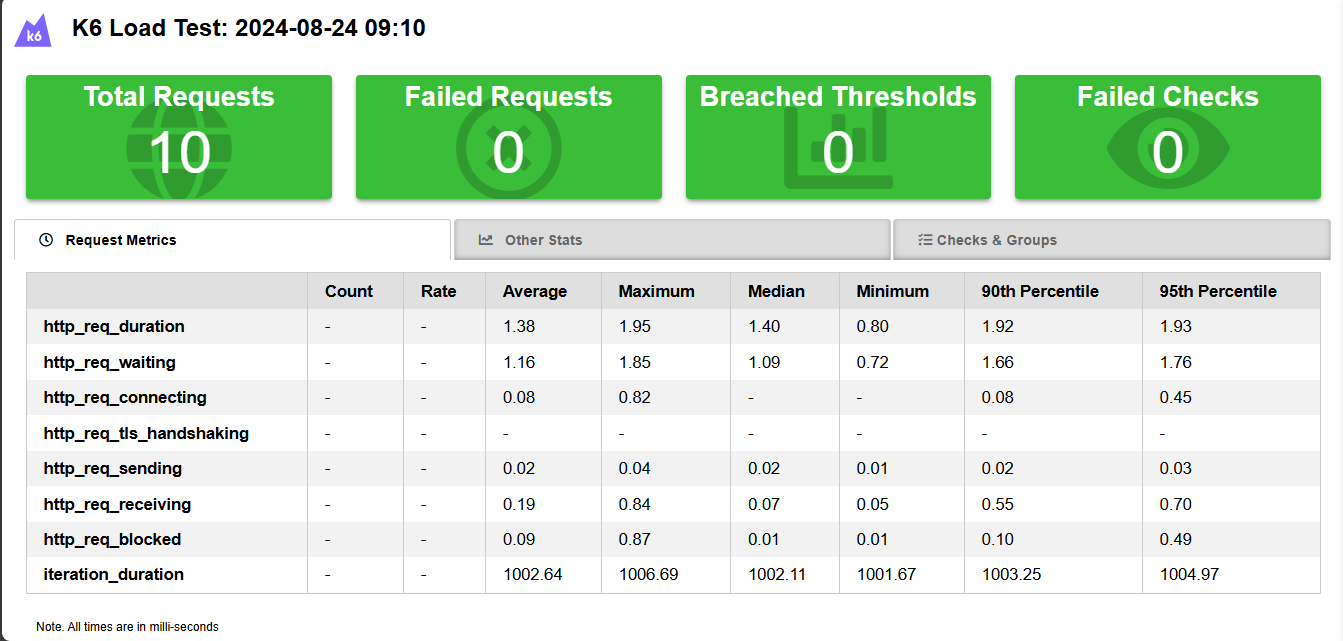 k6
K6 Load Test: 2024-08-24 09:10
Total Requests Failed Requests Breached Thresholds Failed Checks
10 0 0 0
Request Metrics Other Stats Checks & Groups
Count Rate Average Maximum Median Minimum 90th Percentile 95th Percentile
http_req_duration - - 1.38 1.95 1.40 0.80 1.92 1.93
http_req_waiting - - 1.16 1.85 1.09 0.72 1.66 1.76
http_req_connecting - - 0.08 0.82 - - 0.08 0.45
http_req_tls_handshaking - - - - - - - -
http_req_sending - - 0.02 0.04 0.02 0.01 0.02 0.03
http_req_receiving - - 0.19 0.84 0.07 0.05 0.55 0.70
http_req_blocked - - 0.09 0.87 0.01 0.01 0.10 0.49
iteration_duration - - 1002.64 1006.69 1002.11 1001.67 1003.25 1004.97
Note. All times are in milli-seconds